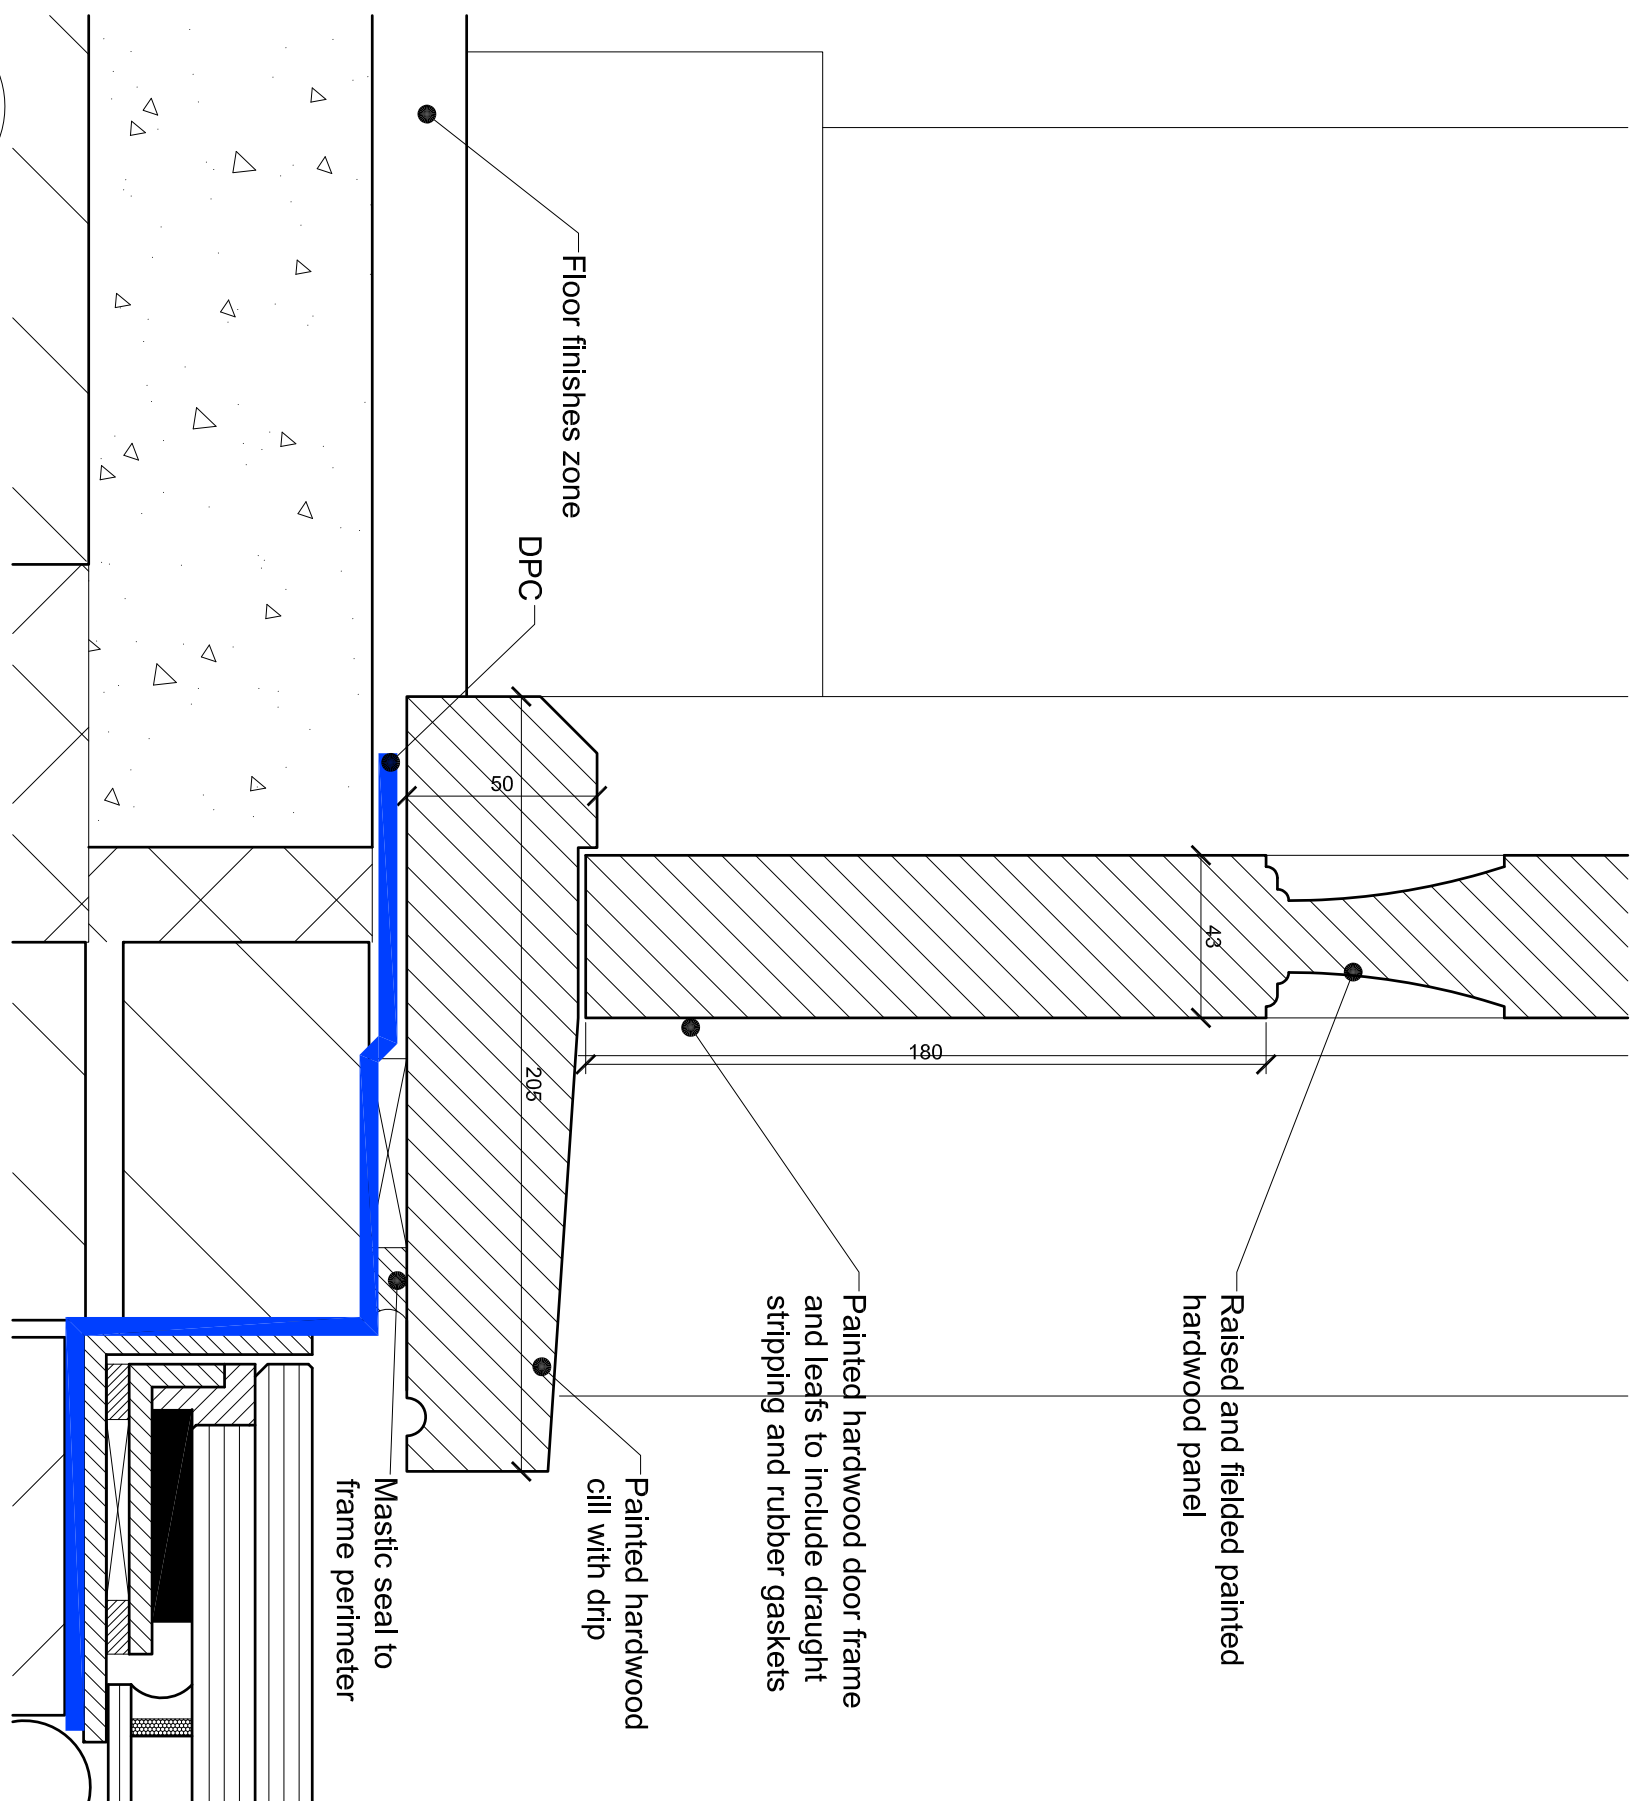 Raised and fielded painted
hardwood panel
Painted hardwood door frame
and leafs to include draught
stripping and rubber gaskets
Painted hardwood
cill with drip
Floor finishes zone
DPC
Mastic seal to
frame perimeter
43
180
50
205